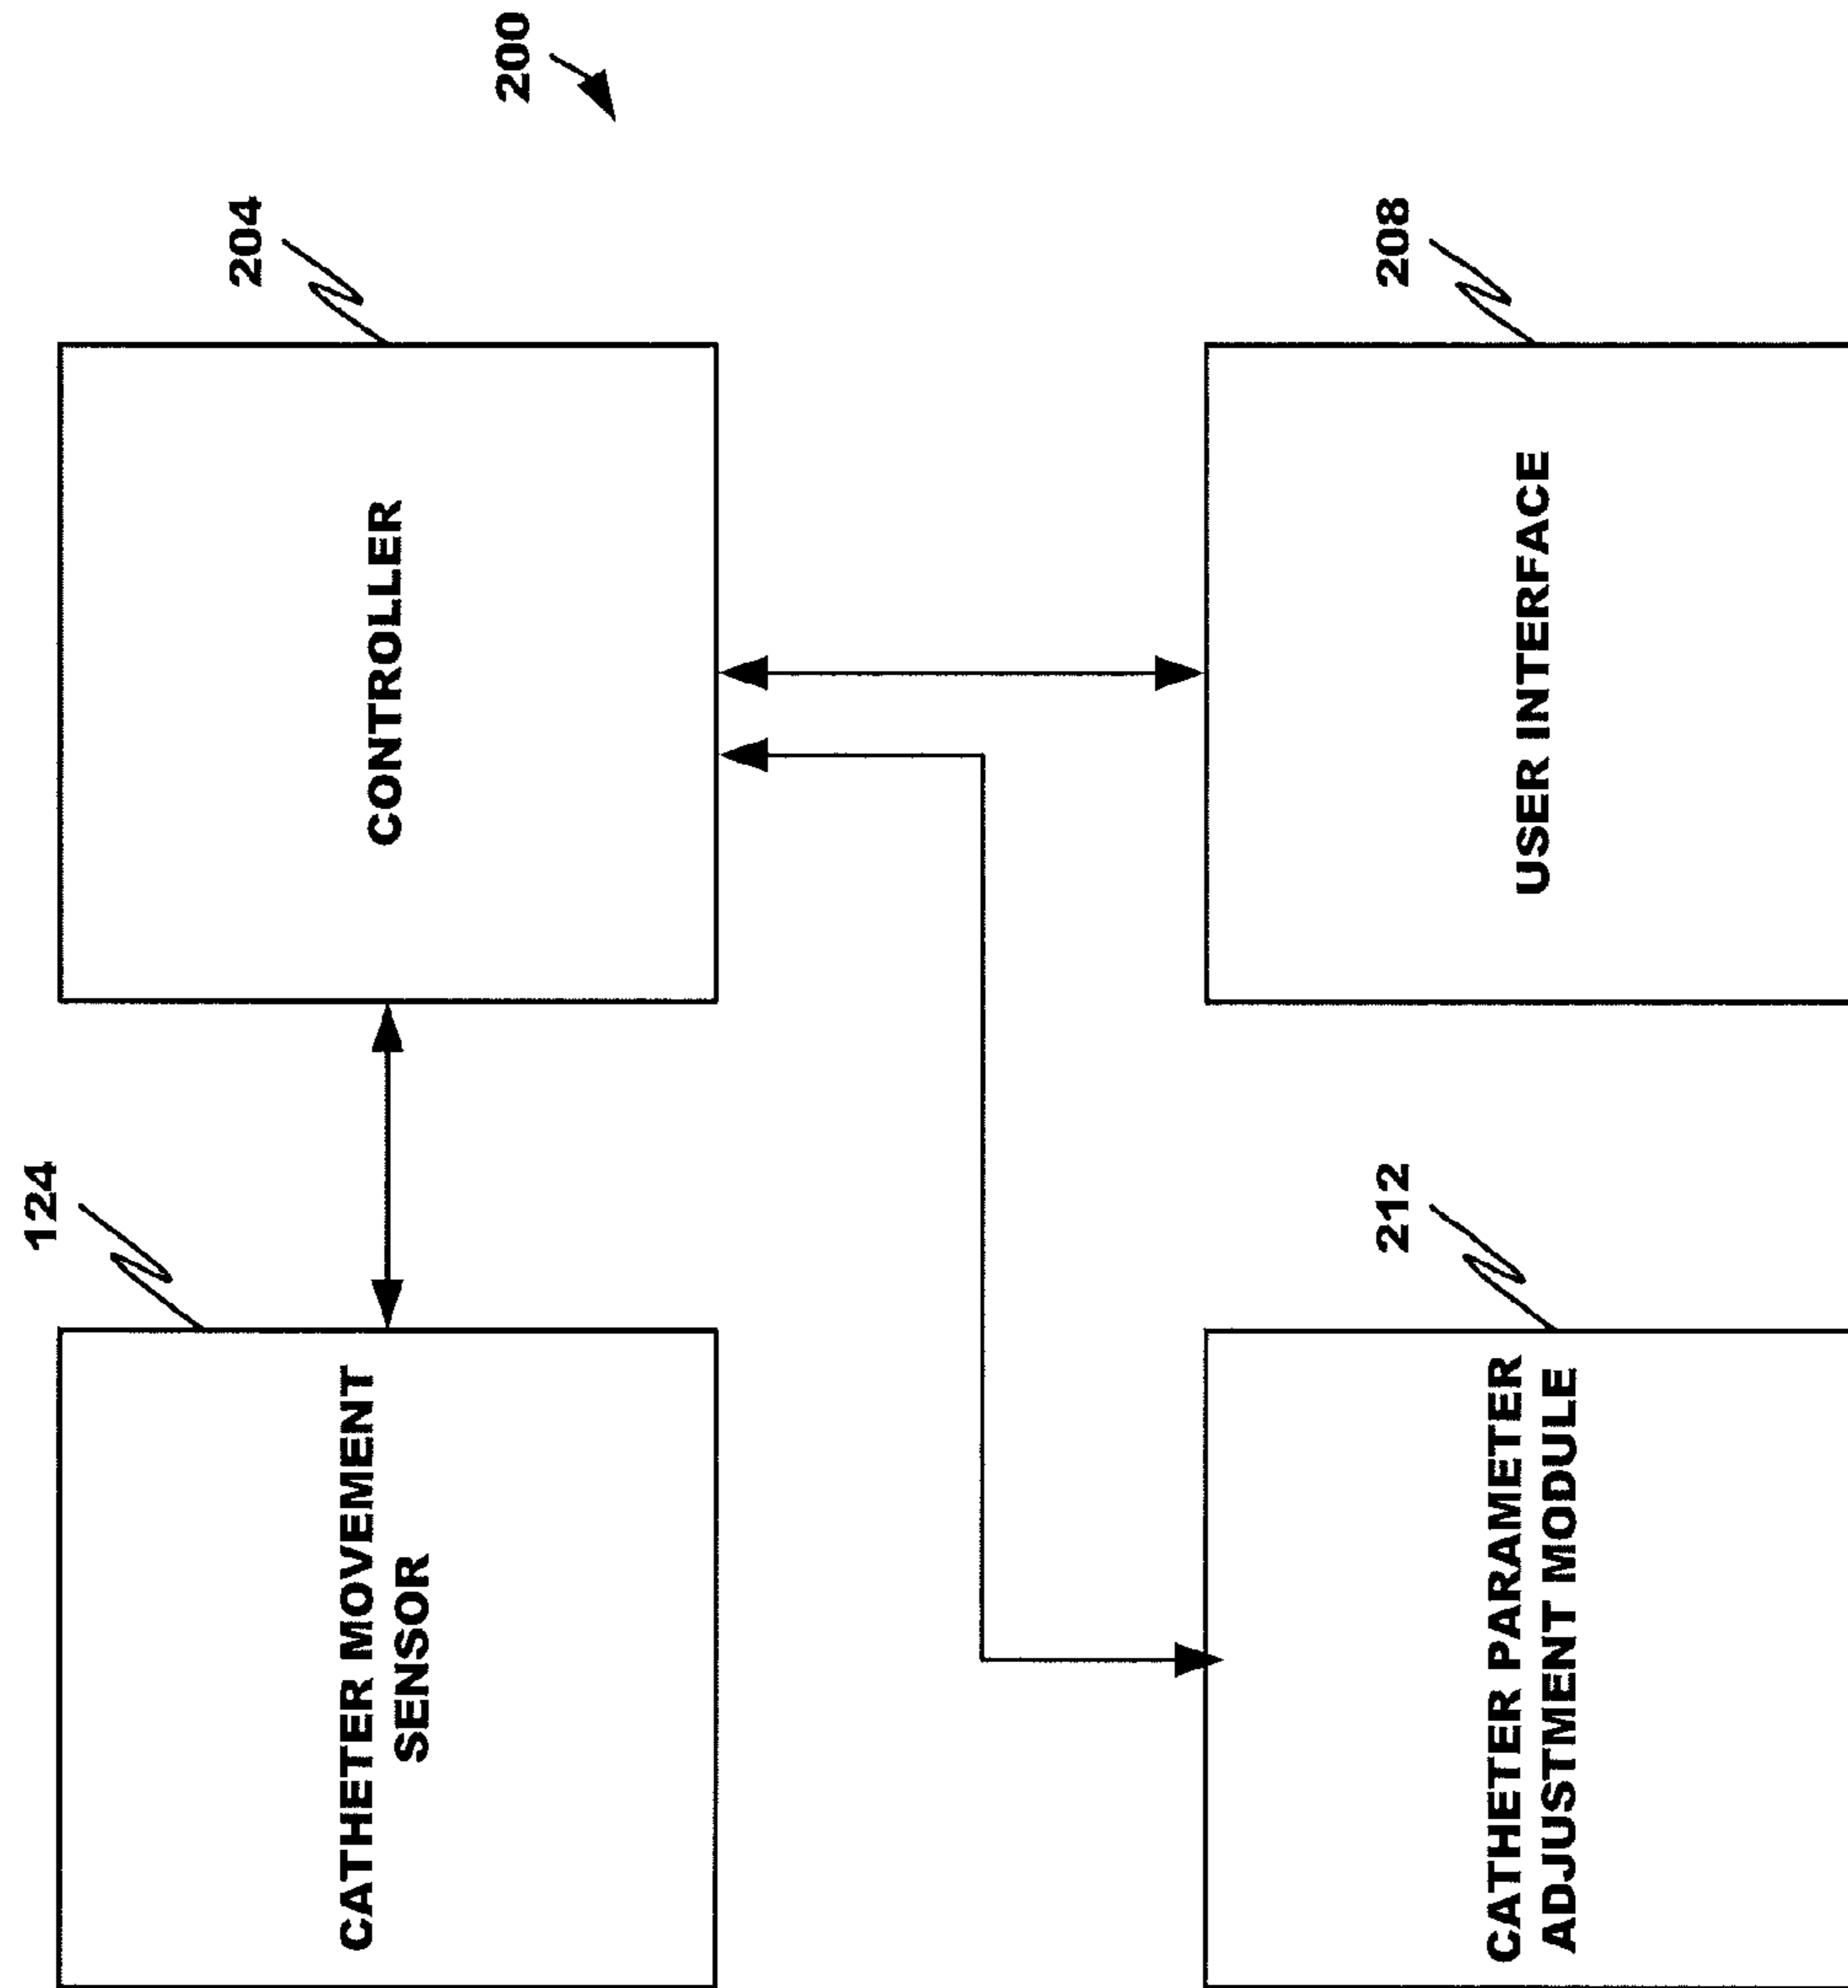 200
124
CATHETER MOVEMENT
SENSOR
204
CONTROLLER
212
CATHETER PARAMETER
ADJUSTMENT MODULE
208
USER INTERFACE